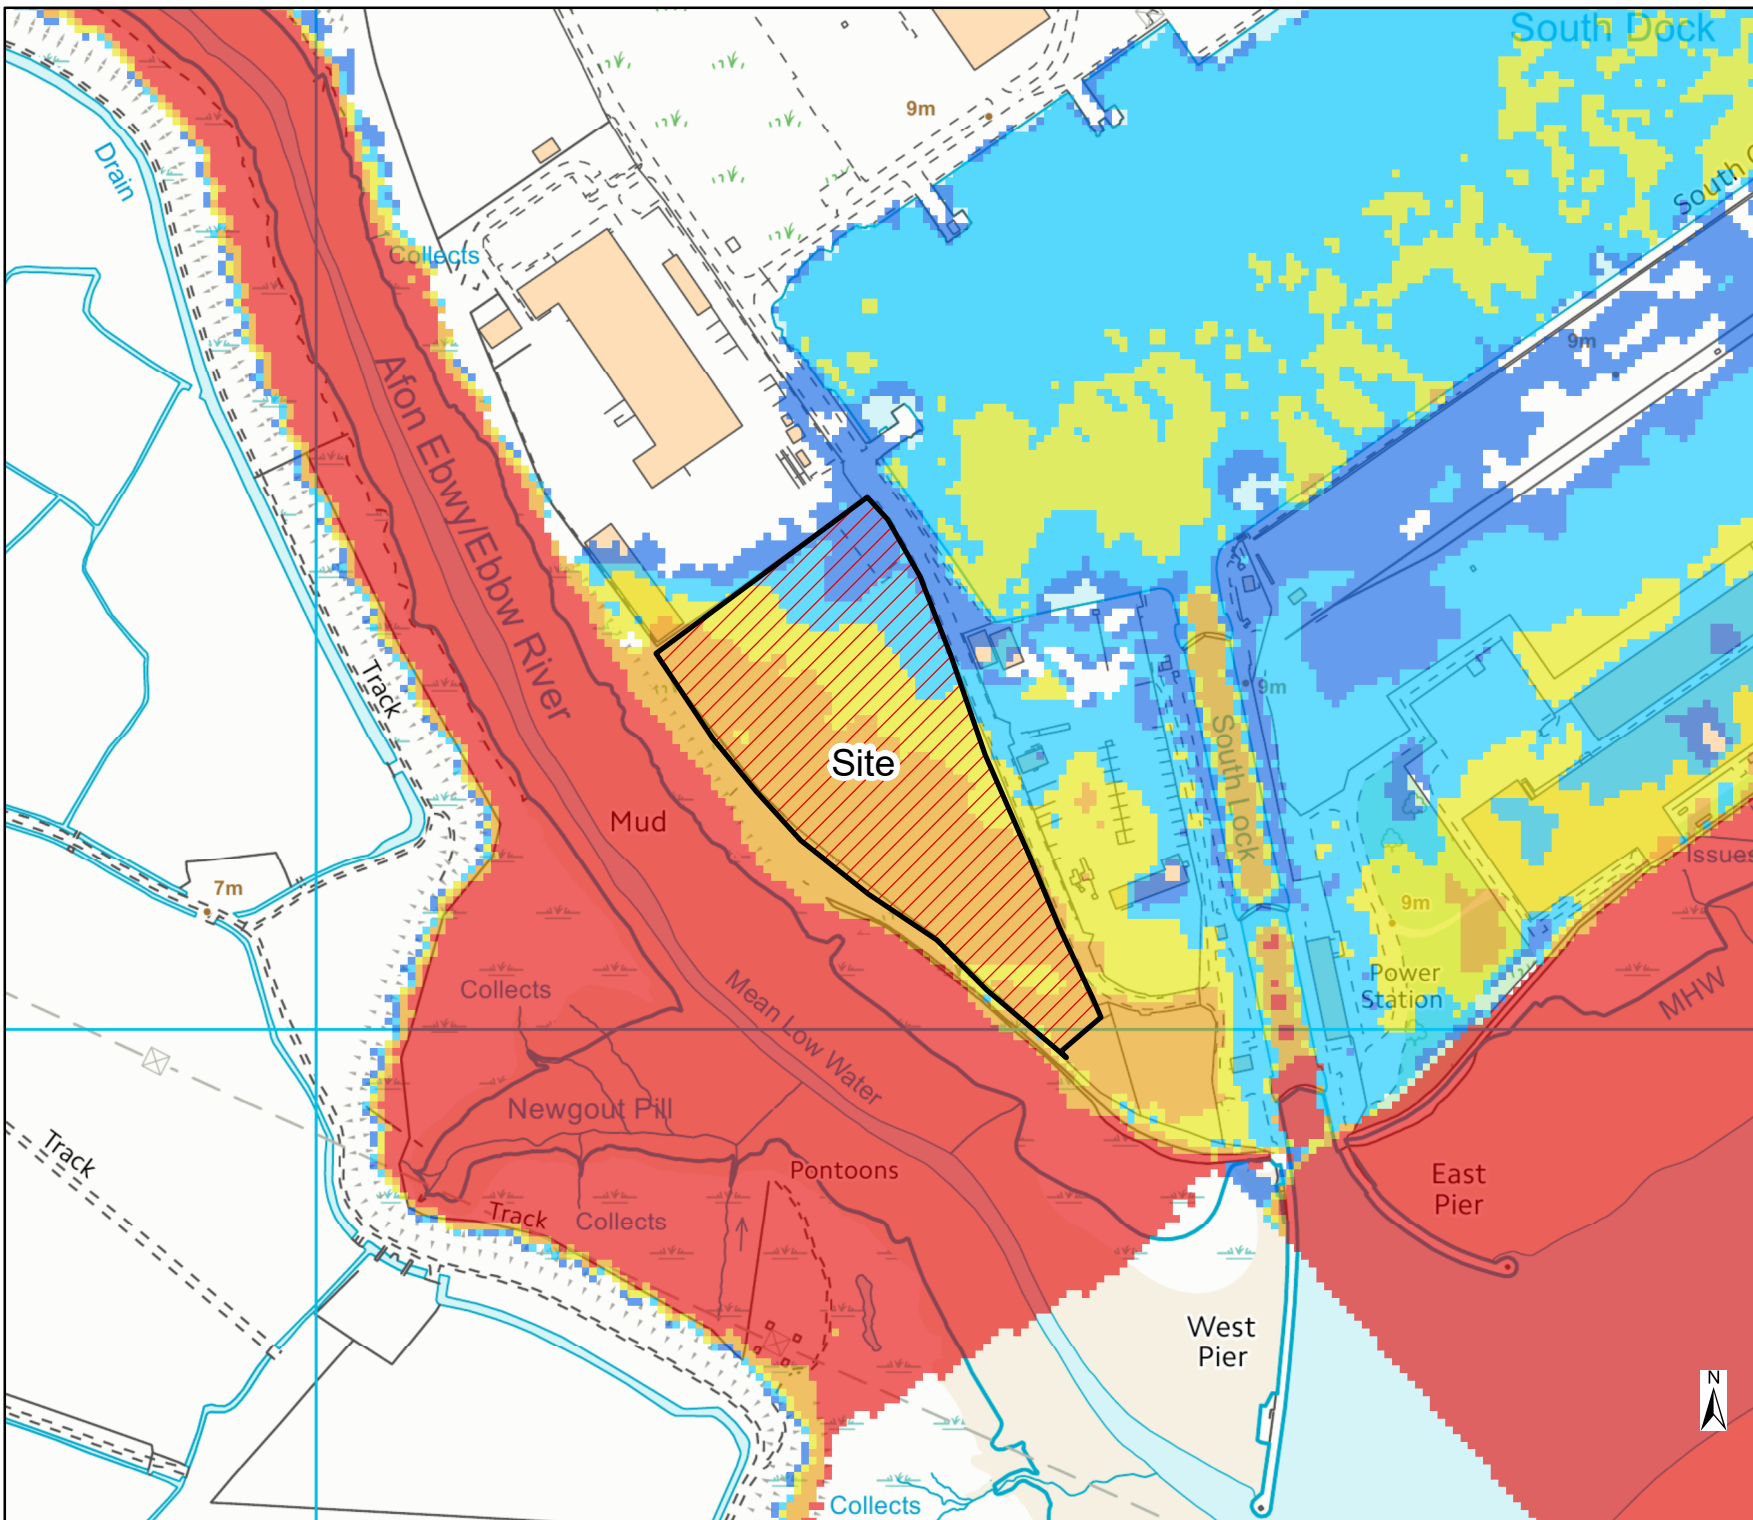 South Dock
9m
Drain
South
Collects
9m
Afon Ebwy/Ebbw River
Track
9m
South Lock
Site
Mud
Issues
7m
9m
Power
Station
Collects
Mean Low Water
MHW
Newgout Pill
Track
Pontoons
East
Pier
Track
Collects
West
Pier
N
Collects